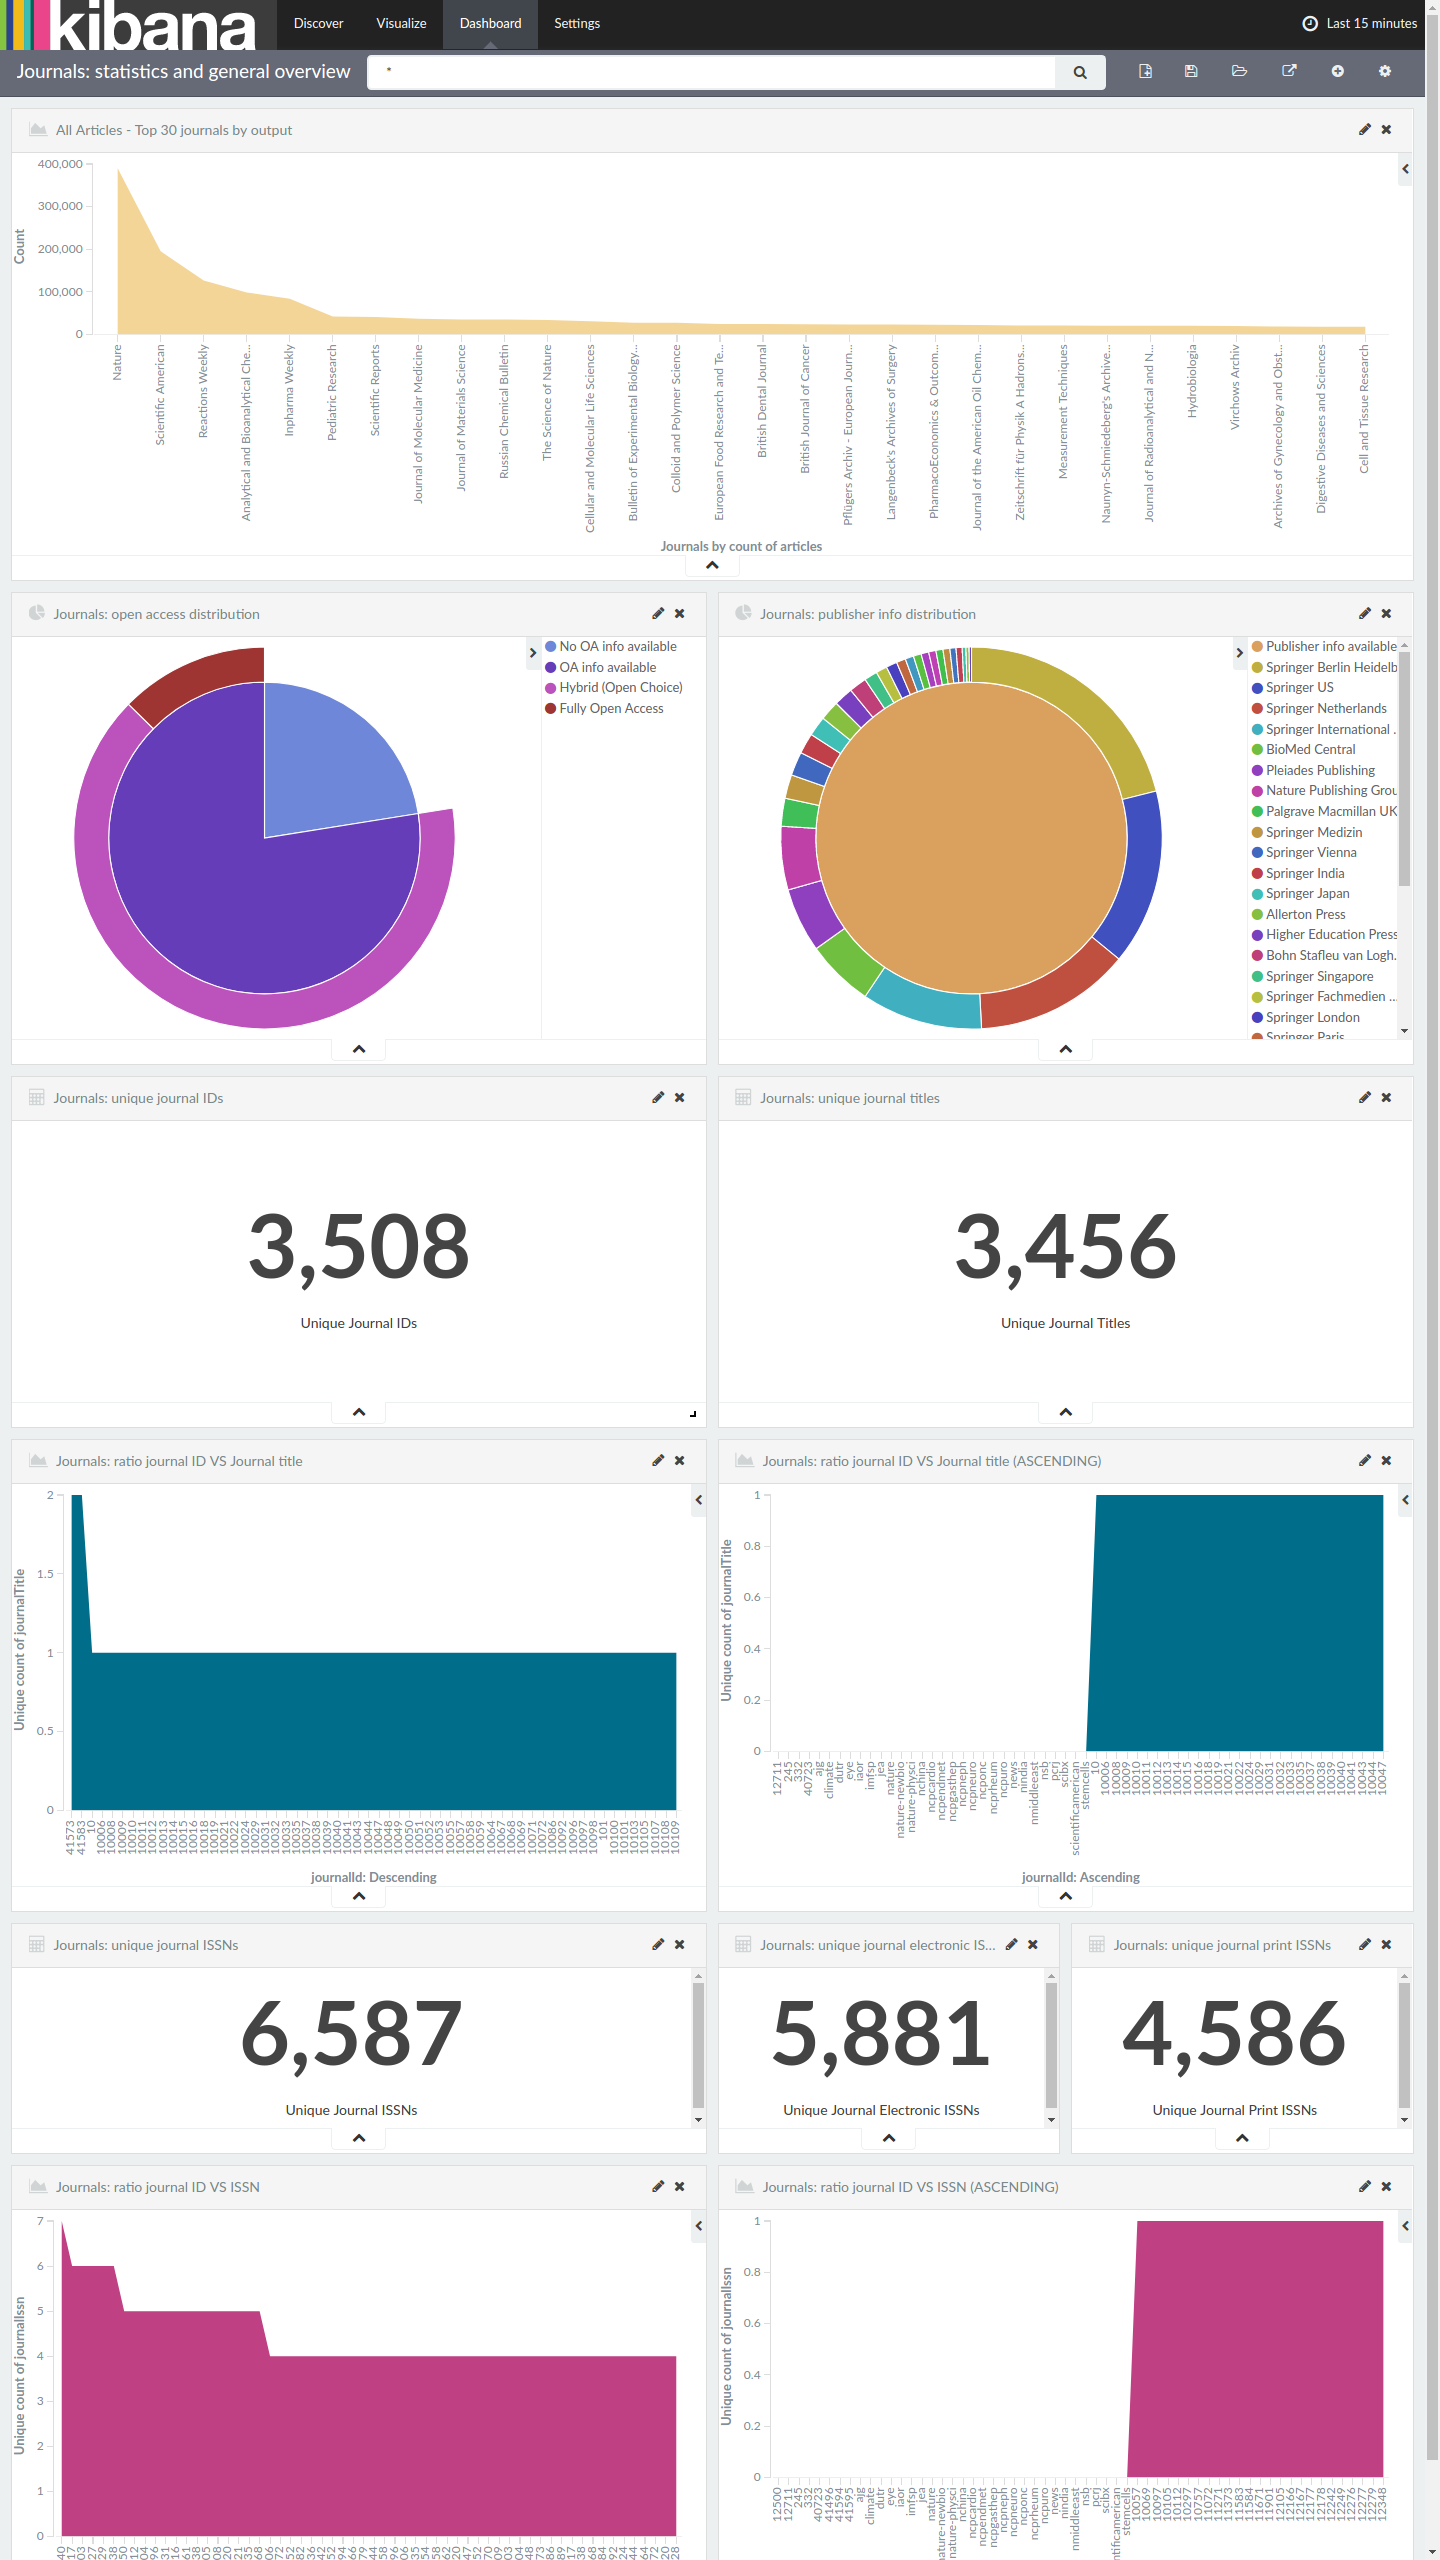 kibana
Discover
Visualize
Dashboard
Settings
Last 15 minutes
Journals: statistics and general overview
*
All Articles - Top 30 journals by output
400,000
300,000
200,000
100,000
0
Count
Nature
Scientific American
Reactions Weekly
Analytical and Bioanalytical Che...
Inpharma Weekly
Pediatric Research
Scientific Reports
Journal of Molecular Medicine
Journal of Materials Science
Russian Chemical Bulletin
The Science of Nature
Cellular and Molecular Life Sciences
Bulletin of Experimental Biology...
Colloid and Polymer Science
European Food Research and Te...
British Dental Journal
British Journal of Cancer
Pflügers Archiv - European Journ...
Langenbeck's Archives of Surgery
PharmacoEconomics & Outcom...
Journal of the American Oil Chem...
Zeitschrift für Physik A Hadrons...
Measurement Techniques
Naunyn-Schmiedeberg's Archive...
Journal of Radioanalytical and N...
Hydrobiologia
Virchows Archiv
Archives of Gynecology and Obst...
Digestive Diseases and Sciences
Cell and Tissue Research
Journals by count of articles
Journals: open access distribution
No OA info available
OA info available
Hybrid (Open Choice)
Fully Open Access
Journals: publisher info distribution
Publisher info available
Springer Berlin Heidelb
Springer US
Springer Netherlands
Springer International .
BioMed Central
Pleiades Publishing
Nature Publishing Grou
Palgrave Macmillan UK
Springer Medizin
Springer Vienna
Springer India
Springer Japan
Allerton Press
Higher Education Press
Bohn Stafleu van Logh.
Springer Singapore
Springer Fachmedien ...
Springer London
Springer Paris
Journals: unique journal IDs
3,508
Unique Journal IDs
Journals: unique journal titles
3,456
Unique Journal Titles
Journals: ratio journal ID VS Journal title
2
1.5
1
0.5
0
Unique count of journalTitle
41573
41583
10
10006
10008
10009
10010
10011
10012
10013
10014
10015
10016
10018
10019
10021
10022
10024
10029
10031
10032
10033
10035
10037
10038
10039
10040
10041
10043
10044
10047
10048
10049
10050
10051
10052
10053
10055
10057
10058
10059
10064
10067
10068
10069
10071
10072
10086
10092
10096
10097
10098
101
10100
10101
10103
10105
10107
10108
10109
journalId: Descending
Journals: ratio journal ID VS Journal title (ASCENDING)
1
0.8
0.6
0.4
0.2
0
Unique count of journalTitle
12711
245
332
40723
ajg
climate
dutr
eye
iaor
imfsp
jea
nature
nature-newbio
nature-physci
nchina
ncpcardio
ncpendmet
ncpgasthep
ncpneph
ncpneuro
ncponc
ncprheum
ncpuro
news
nindia
nmiddleeast
nsb
pcrj
scibx
scientificamerican
stemcells
10
10006
10008
10009
10010
10011
10012
10013
10014
10015
10016
10018
10019
10021
10022
10024
10029
10031
10032
10033
10035
10037
10038
10039
10040
10041
10043
10044
10047
journalId: Ascending
Journals: unique journal ISSNs
6,587
Unique Journal ISSNs
Journals: unique journal electronic IS...
5,881
Unique Journal Electronic ISSNs
Journals: unique journal print ISSNs
4,586
Unique Journal Print ISSNs
Journals: ratio journal ID VS ISSN
7
6
5
4
3
2
1
0
Unique count of journalIssn
Journals: ratio journal ID VS ISSN (ASCENDING)
1
0.8
0.6
0.4
0.2
0
Unique count of journalIssn
12500
12711
245
332
40723
41496
41594
41595
ajg
climate
dutr
eye
iaor
imfsp
jea
nature
nature-newbio
nature-physci
nchina
ncpcardio
ncpendmet
ncpgasthep
ncpneph
ncpneuro
ncponc
ncprheum
ncpuro
news
nindia
nmiddleeast
nsb
pcrj
scibx
ntificamerican
stemcells
10057
10069
10097
10105
10112
10297
10757
11072
11271
11373
11583
11584
11671
11901
12105
12166
12167
12177
12178
12242
12249
12276
12277
12279
12348